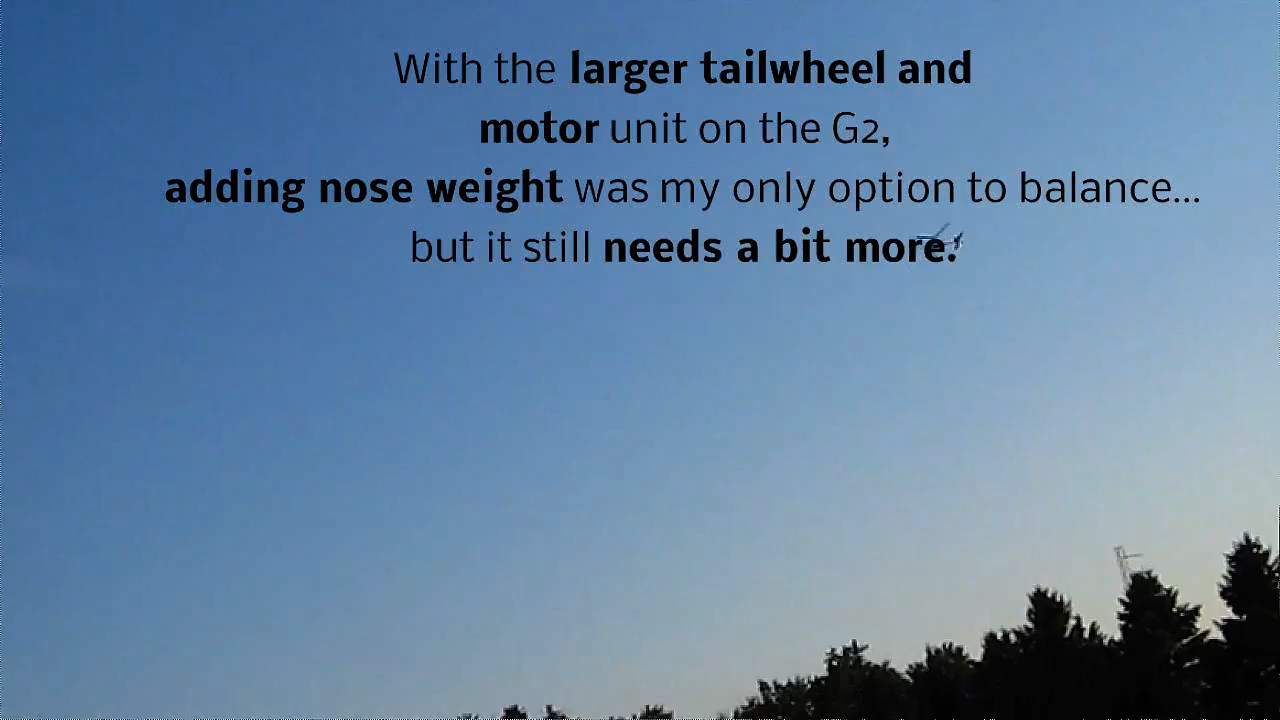 With the larger tailwheel and
motor unit on the G2,
adding nose weight was my only option to balance...
but it still needs a bit more.